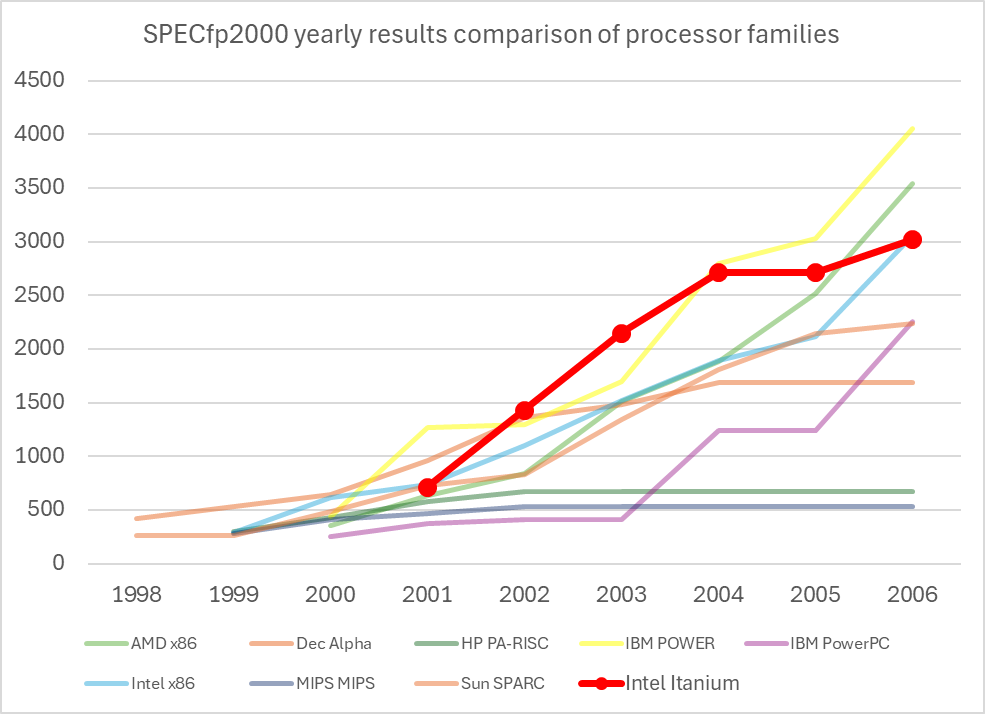 SPECfp2000 yearly results comparison of processor families
4500
4000
3500
3000
2500
2000
1500
1000
500
0
1998 1999 2000 2001 2002 2003 2004 2005 2006
AMD x86 Dec Alpha HP PA-RISC IBM POWER IBM PowerPC
Intel x86 MIPS MIPS Sun SPARC Intel Itanium